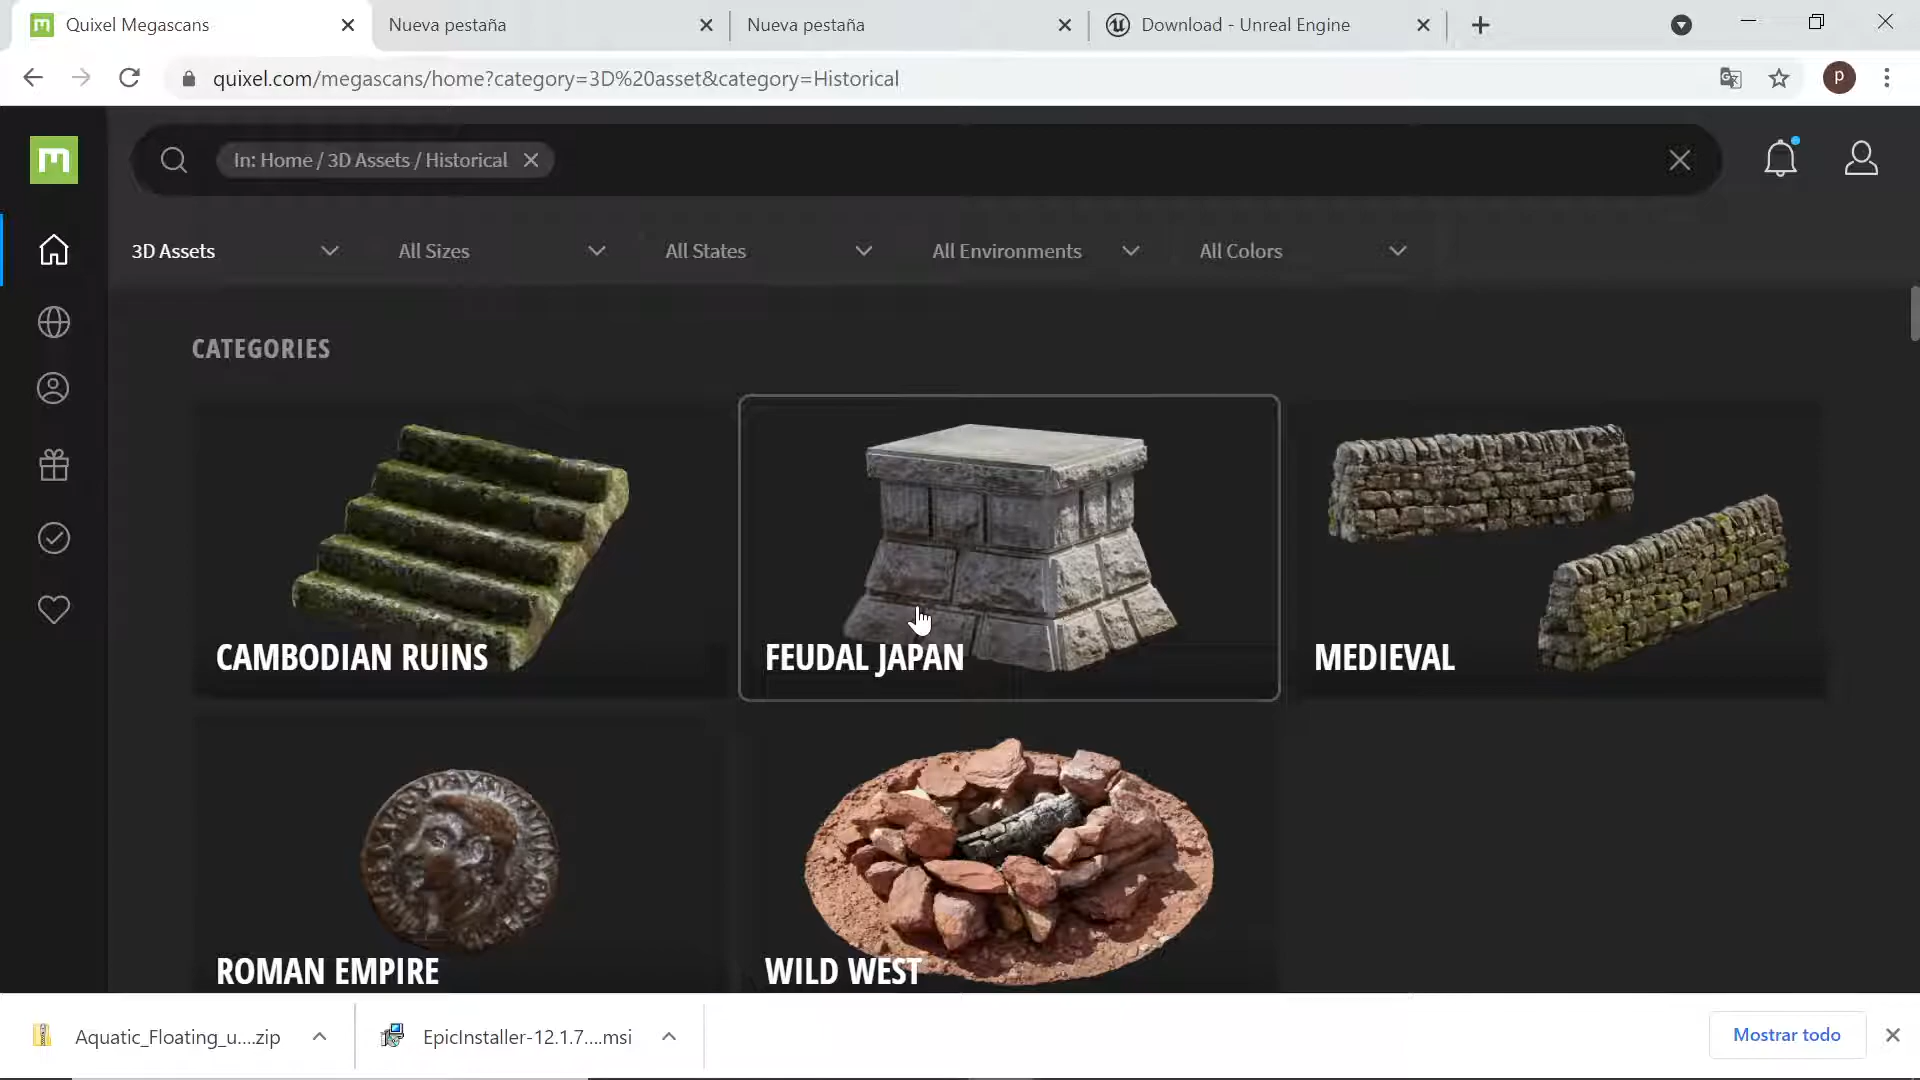 Quixel Megascans
Nueva pestaña
Nueva pestaña
Download - Unreal Engine
quixel.com/megascans/home?category=3D%20asset&category=Historical
p
In: Home / 3D Assets / Historical
3D Assets
All Sizes
All States
All Environments
All Colors
CATEGORIES
CAMBODIAN RUINS
FEUDAL JAPAN
MEDIEVAL
ROMAN EMPIRE
WILD WEST
Aquatic_Floating_u....zip
EpicInstaller-12.1.7....msi
Mostrar todo